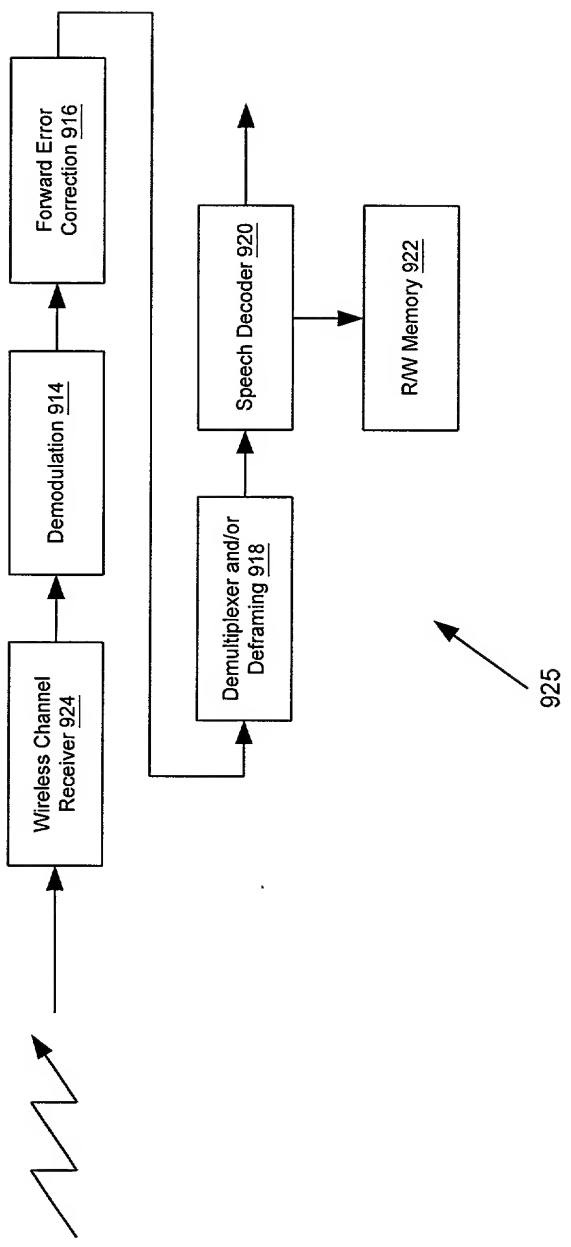 Wireless Channel
Receiver 924
Demodulation 914
Forward Error
Correction 916
Demultiplexer and/or
Deframing 918
Speech Decoder 920
R/W Memory 922
925